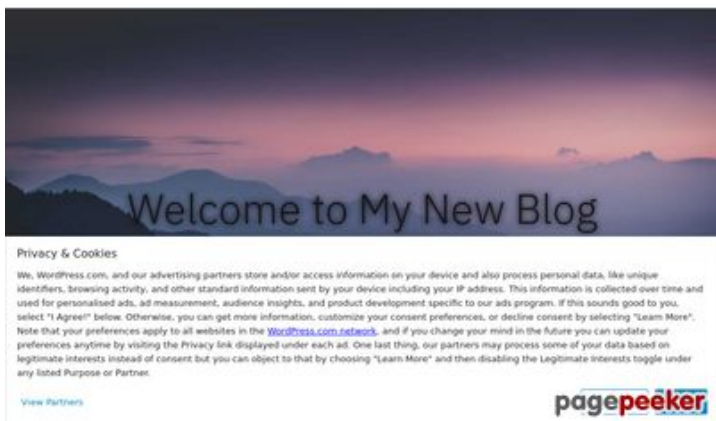 Welcome to My New Blog
Privacy & Cookies
We, WordPress.com, and our advertising partners store and/or access information on your device and also process personal data, like unique
identifiers, browsing activity, and other standard information sent by your device including your IP address. This information is collected over time and
used for personalised ads, ad measurement, audience insights, and product development specific to our ads program. If this sounds good to you,
select "I Agree!" below. Otherwise, you can get more information, customize your consent preferences, or decline consent by selecting "Learn More".
Note that your preferences apply to all websites in the WordPress.com network, and if you change your mind in the future you can update your
preferences anytime by visiting the Privacy link displayed under each ad. One last thing, our partners may process some of your data based on
legitimate interests instead of consent but you can object to that by choosing "Learn More" and then disabling the Legitimate Interests toggle under
any listed Purpose or Partner.
View Partners
pagepeeker